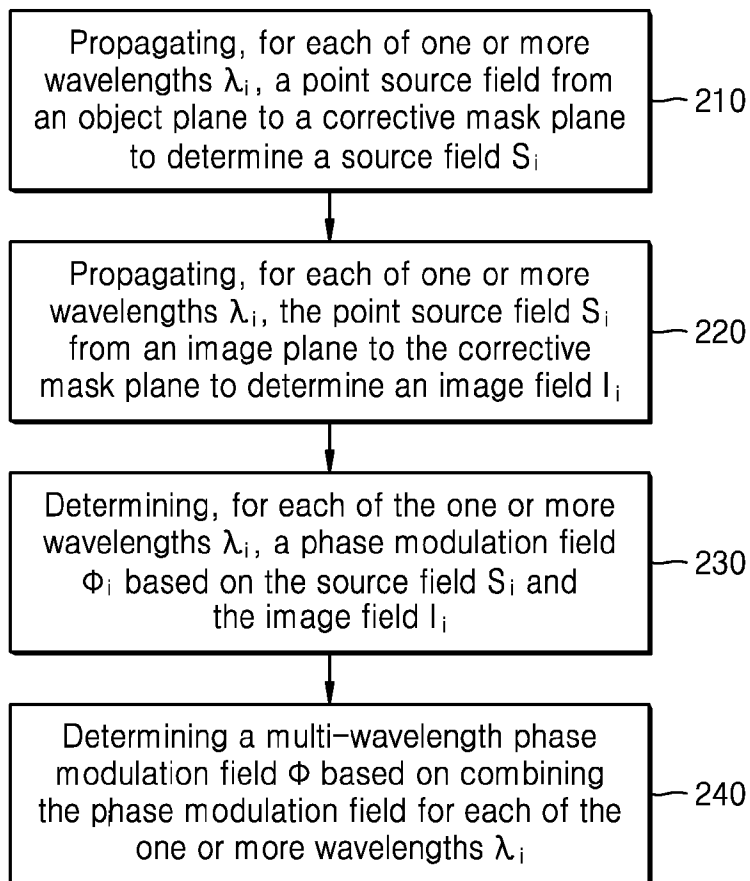 Propagating, for each of one or more
wavelengths λi, a point source field from
an object plane to a corrective mask plane
to determine a source field Si
210
Propagating, for each of one or more
wavelengths λi, the point source field Si
from an image plane to the corrective
mask plane to determine an image field Ii
220
Determining, for each of the one or more
wavelengths λi, a phase modulation field
Φi based on the source field Si and
the image field Ii
230
Determining a multi-wavelength phase
modulation field Φ based on combining
the phase modulation field for each of the
one or more wavelengths λi
240